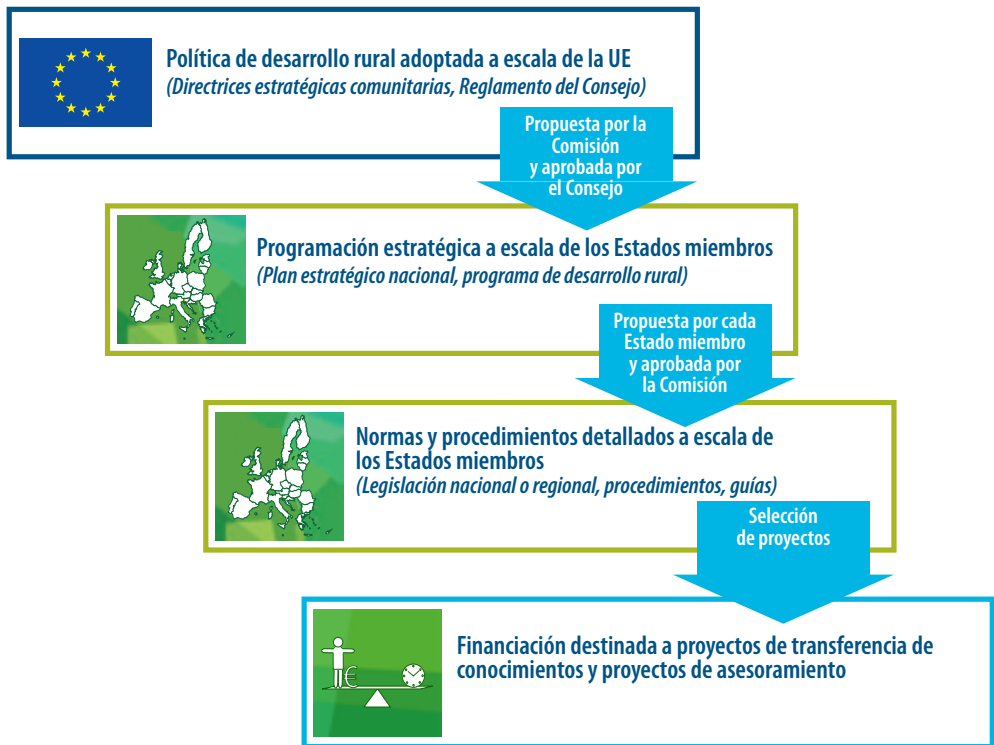 Política de desarrollo rural adoptada a escala de la UE
(Directrices estratégicas comunitarias, Reglamento del Consejo)
Propuesta por la
Comisión
y aprobada por
el Consejo
Programación estratégica a escala de los Estados miembros
(Plan estratégico nacional, programa de desarrollo rural)
Propuesta por cada
Estado miembro
y aprobada por
la Comisión
Normas y procedimientos detallados a escala de
los Estados miembros
(Legislación nacional o regional, procedimientos, guías)
Selección
de proyectos
€
Financiación destinada a proyectos de transferencia de
conocimientos y proyectos de asesoramiento